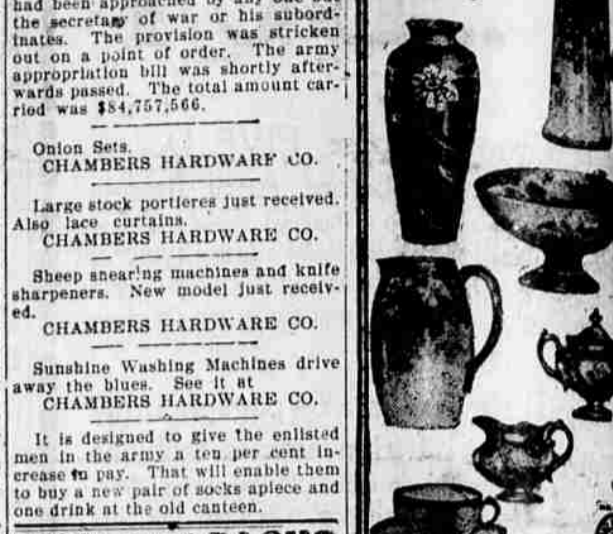 had been approached by any one but
the secretary of war or his subord-
inates. The provision was stricken
out on a point of order. The army
appropriation bill was shortly after-
wards passed. The total amount car-
ried was $84,757,566.
Onion Sets.
CHAMBERS HARDWARE CO.
Large stock portieres just received.
Also lace curtains.
CHAMBERS HARDWARE CO.
Sheep shearing machines and knife
sharpeners. New model just receiv-
ed.
CHAMBERS HARDWARE CO.
Sunshine Washing Machines drive
away the blues. See it at
CHAMBERS HARDWARE CO.
It is designed to give the enlisted
men in the army a ten per cent in-
crease in pay. That will enable them
to buy a new pair of socks apiece and
one drink at the old canteen.